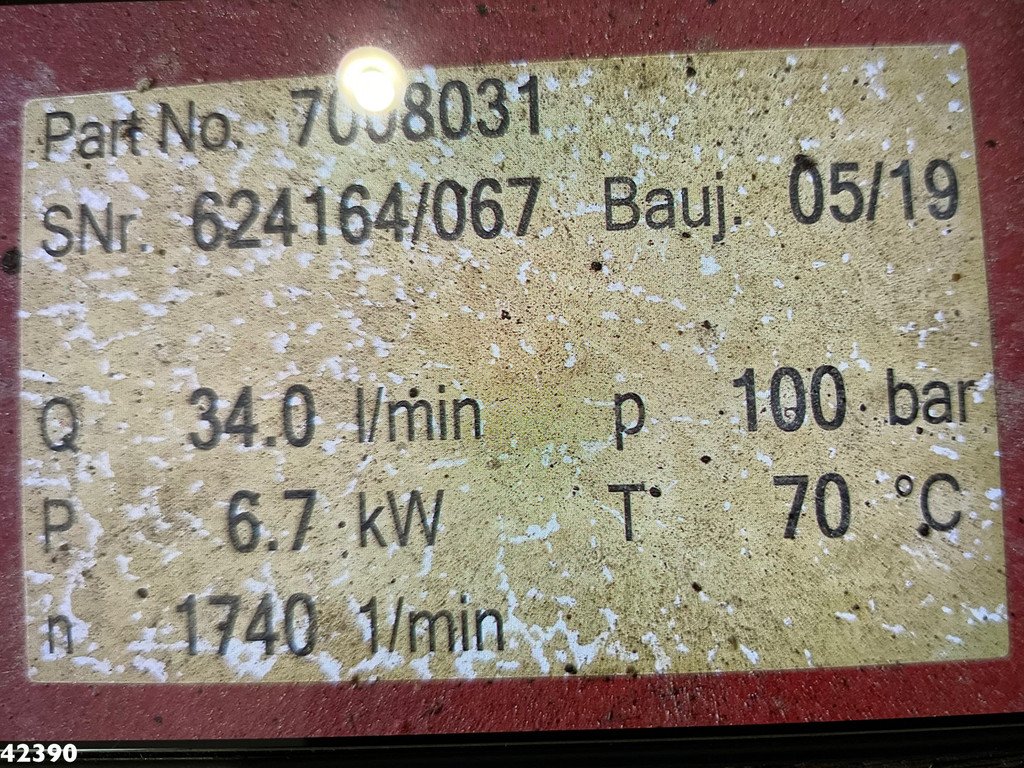 Part No.
SNr. 624164/067 Bauj. 05/19
Q 34.0 l/min p 100 bar
P 6.7 kW T 70 °C
n 1740 1/min
42390